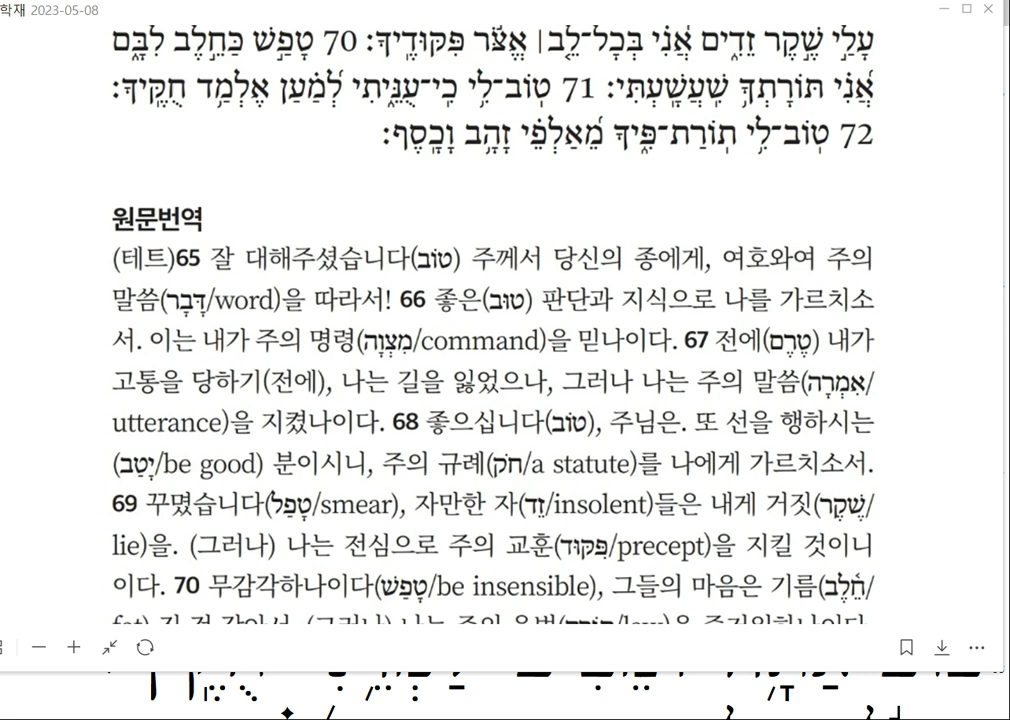 학재 2023-05-08
עָלַ֣י שֶׁ֣קֶר זֵדִ֑ים אֲ֝נִ֗י בְּכָל־לֵ֤ב׀ אֱצֹּ֬ר פִּקּוּדֶֽיךָ׃ 70 טָפַ֣שׁ כַּחֵ֣לֶב לִבָּ֑ם
אֲ֝נִ֗י תּוֹרָתְךָ֥ שִֽׁעֲשָֽׁעְתִּי׃ 71 טֽוֹב־לִ֥י כִֽי־עֻנֵּ֑יתִי לְ֝מַ֗עַן אֶלְמַ֥ד חֻקֶּֽיךָ׃
72 טֽוֹב־לִ֥י תֽוֹרַת־פִּ֑יךָ מֵ֝אַלְפֵ֗י זָהָ֥ב וָכָֽסֶף׃
원문번역
(테트)65 잘 대해주셨습니다(טוֹב) 주께서 당신의 종에게, 여호와여 주의
말씀(דָּבָר/word)을 따라서! 66 좋은(טוּב) 판단과 지식으로 나를 가르치소
서. 이는 내가 주의 명령(מִצְוָה/command)을 믿나이다. 67 전에(טֶרֶם) 내가
고통을 당하기(전에), 나는 길을 잃었으나, 그러나 나는 주의 말씀(אִמְרָה/
utterance)을 지켰나이다. 68 좋으십니다(טוֹב), 주님은. 또 선을 행하시는
(יָטַב/be good) 분이시니, 주의 규례(חֹק/a statute)를 나에게 가르치소서.
69 꾸몄습니다(טָפַל/smear), 자만한 자(זֵד/insolent)들은 내게 거짓(שֶׁקֶר/
lie)을. (그러나) 나는 전심으로 주의 교훈(פִּקּוּד/precept)을 지킬 것이니
이다. 70 무감각하나이다(טָפַשׁ/be insensible), 그들의 마음은 기름(חֵ֫לֶב/